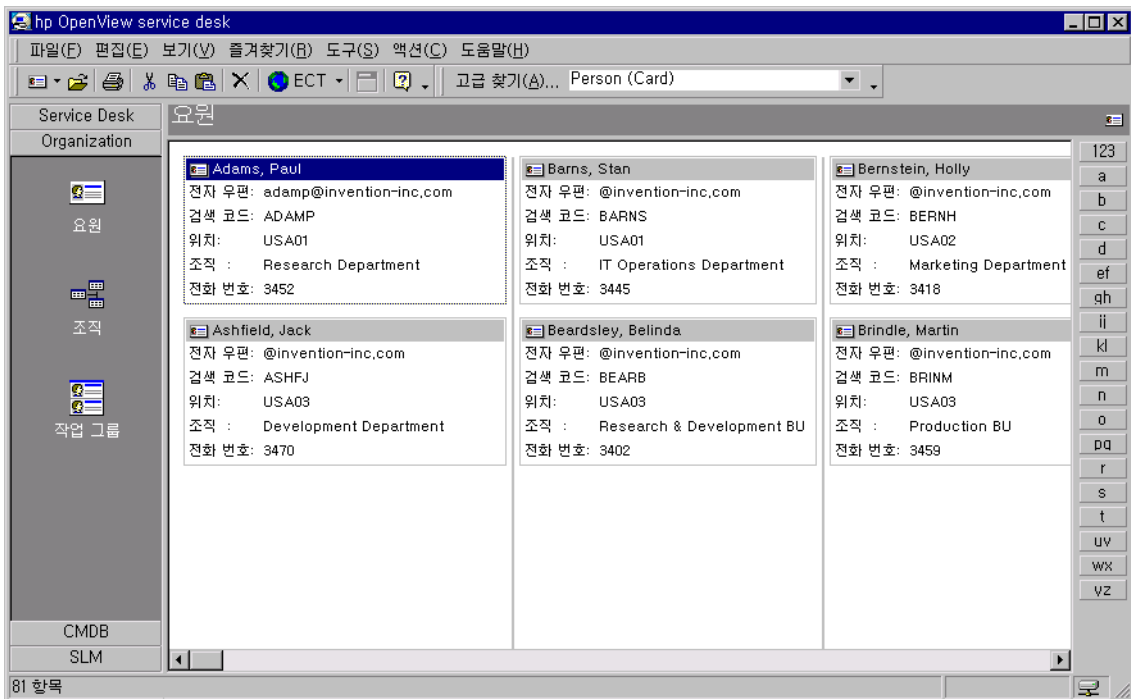 hp OpenView service desk
파일(F) 편집(E) 보기(V) 즐겨찾기(R) 도구(S) 액션(C) 도움말(H)
ECT 고급 찾기(A)... Person (Card)
Service Desk
Organization
요원
조직
작업 그룹
CMDB
SLM
요원
Adams, Paul
전자 우편: adamp@invention-inc.com
검색 코드: ADAMP
위치: USA01
조직 : Research Department
전화 번호: 3452
Ashfield, Jack
전자 우편: @invention-inc.com
검색 코드: ASHFJ
위치: USA03
조직 : Development Department
전화 번호: 3470
Barns, Stan
전자 우편: @invention-inc.com
검색 코드: BARNS
위치: USA01
조직 : IT Operations Department
전화 번호: 3445
Beardsley, Belinda
전자 우편: @invention-inc.com
검색 코드: BEARB
위치: USA03
조직 : Research & Development BU
전화 번호: 3402
Bernstein, Holly
전자 우편: @invention-inc.com
검색 코드: BERNH
위치: USA02
조직 : Marketing Department
전화 번호: 3418
Brindle, Martin
전자 우편: @invention-inc.com
검색 코드: BRINM
위치: USA03
조직 : Production BU
전화 번호: 3459
123
a
b
c
d
ef
gh
ij
kl
m
n
o
pq
r
s
t
uv
wx
yz
81 항목